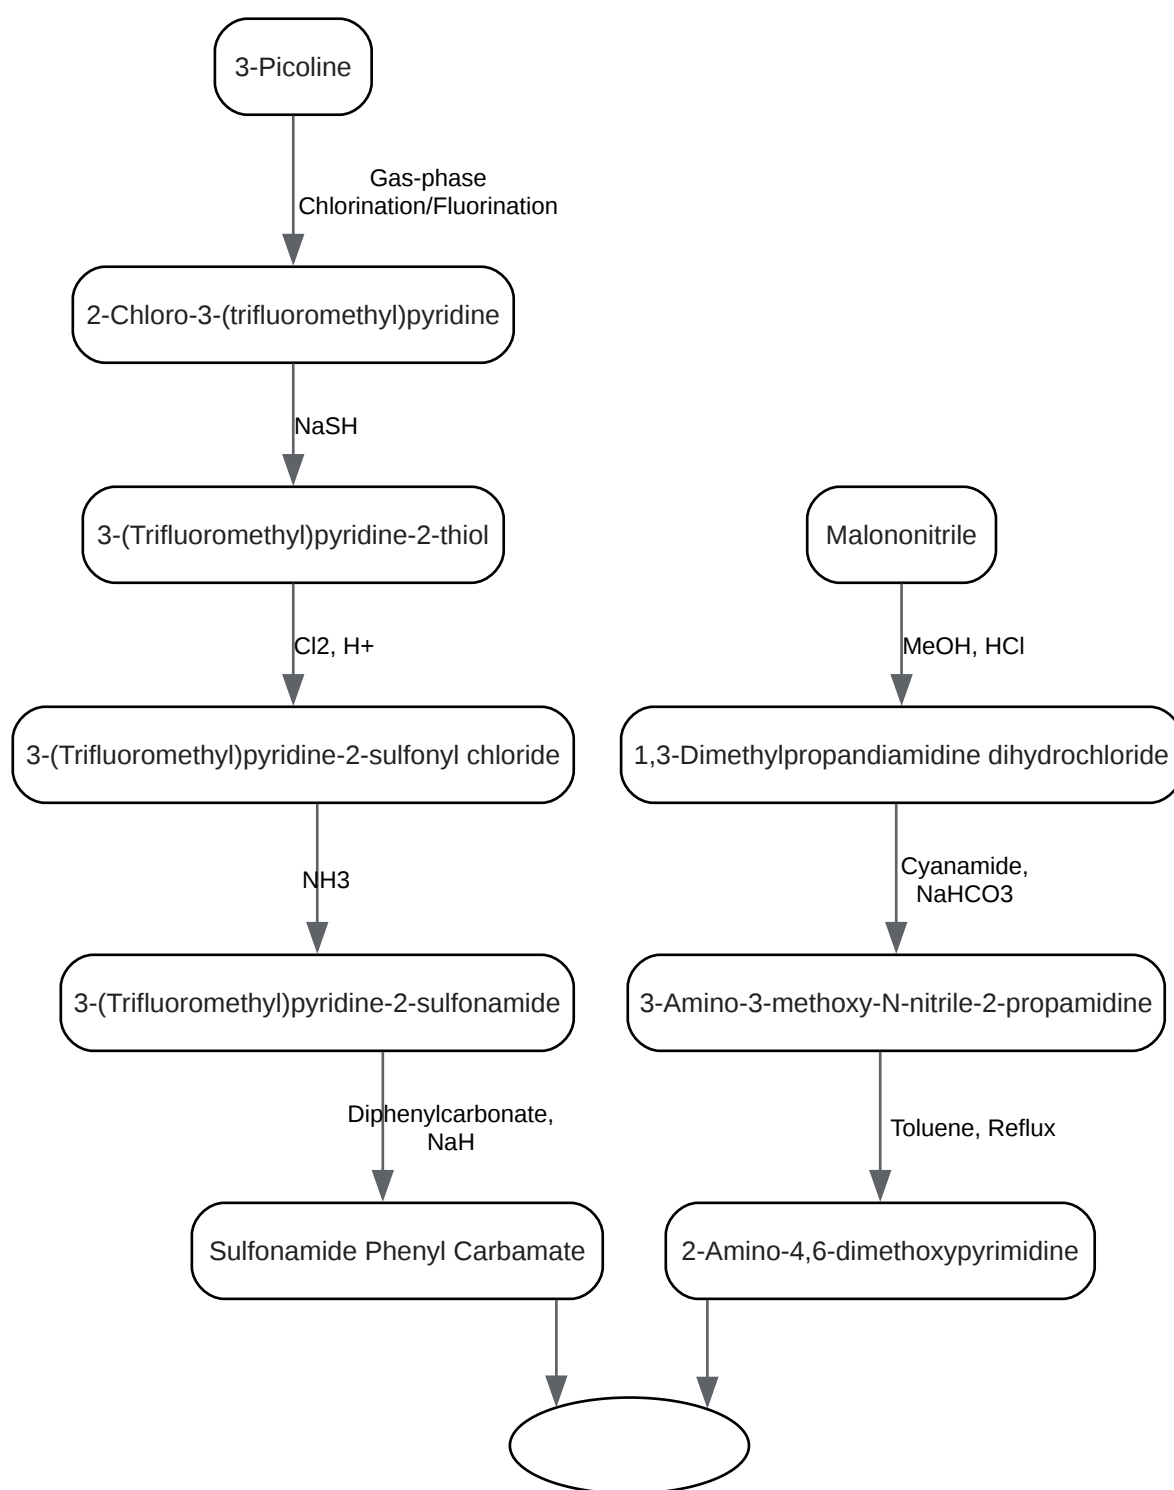 3-Picoline
Gas-phase
Chlorination/Fluorination
2-Chloro-3-(trifluoromethyl)pyridine
NaSH
3-(Trifluoromethyl)pyridine-2-thiol
Malononitrile
Cl2, H+
MeOH, HCl
3-(Trifluoromethyl)pyridine-2-sulfonyl chloride
1,3-Dimethylpropandiamidine dihydrochloride
NH3
Cyanamide,
NaHCO3
3-(Trifluoromethyl)pyridine-2-sulfonamide
3-Amino-3-methoxy-N-nitrile-2-propamidine
Diphenylcarbonate,
NaH
Toluene, Reflux
Sulfonamide Phenyl Carbamate
2-Amino-4,6-dimethoxypyrimidine